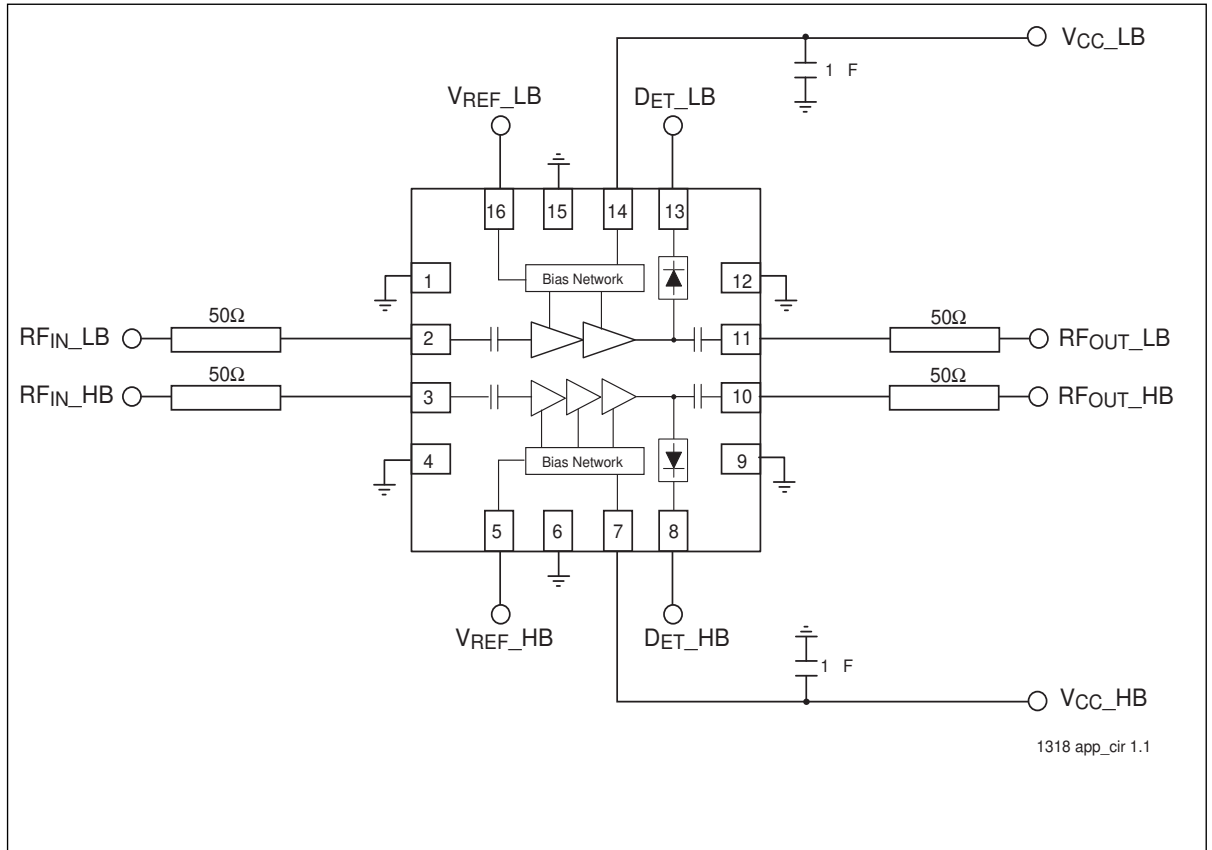 VCC_LB
1 F
VREF_LB
DET_LB
16
15
14
13
Bias Network
1
12
RFIN_LB
50Ω
2
11
50Ω
RFOUT_LB
RFIN_HB
50Ω
3
10
50Ω
RFOUT_HB
4
Bias Network
9
5
6
7
8
VREF_HB
DET_HB
1 F
VCC_HB
1318 app_cir 1.1